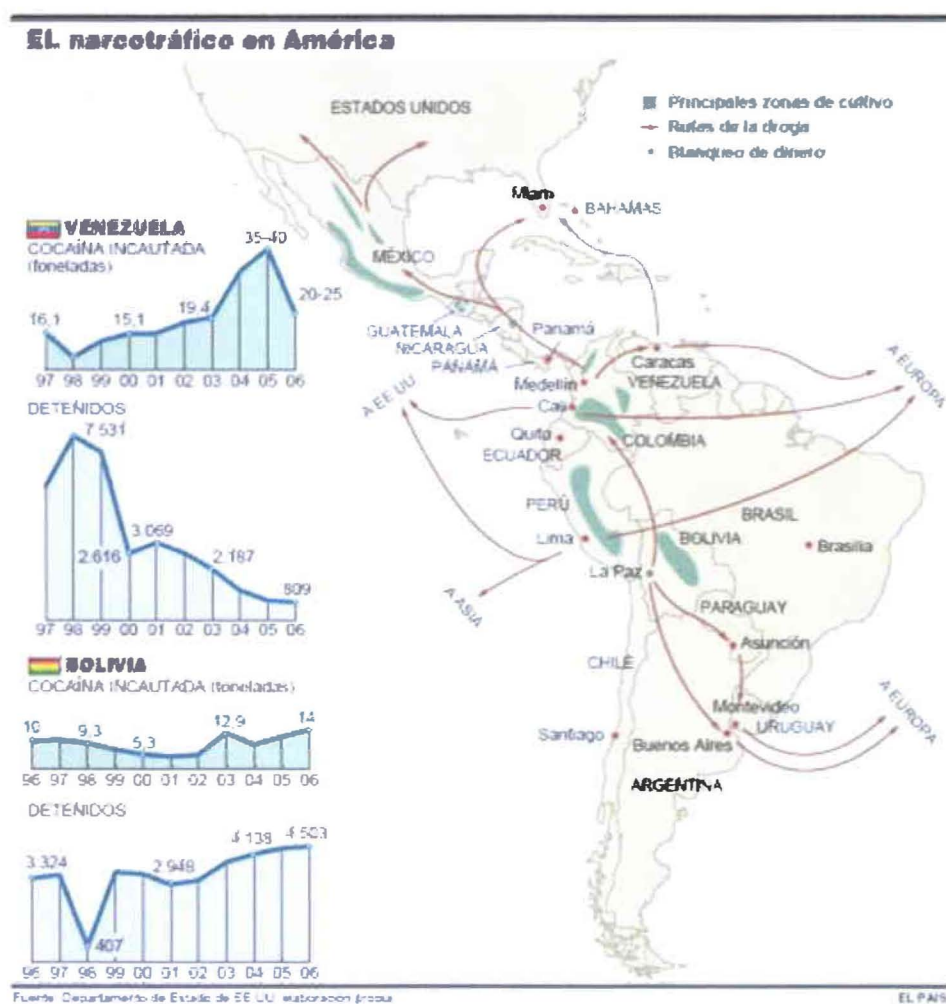 EL narcotráfico en América
Principales zonas de cultivo
Rutas de la droga
Blanqueo de dinero
ESTADOS UNIDOS
Miam
BAHAMAS
MÉXICO
GUATEMALA
NICARAGUA
PANAMÁ
Panamá
Caracas
VENEZUELA
Medellín
Cali
COLOMBIA
Quito
ECUADOR
PERÚ
Lima
BRASIL
Brasilia
BOLIVIA
La Paz
PARAGUAY
Asunción
CHILE
Santiago
Montevideo
URUGUAY
Buenos Aires
ARGENTINA
A EE UU
A ASIA
A EUROPA
A EUROPA
VENEZUELA
COCAÍNA INCAUTADA
(toneladas)
16,1 15,1 19,4 35-40 20-25
97 98 99 00 01 02 03 04 05 06
DETENIDOS
7 531 2.616 3 069 2 187 809
97 98 99 00 01 02 03 04 05 06
BOLIVIA
COCAÍNA INCAUTADA (toneladas)
10 9,3 5,3 12,9 14
96 97 98 99 00 01 02 03 04 05 06
DETENIDOS
3 324 407 2 948 4 138 4 503
96 97 98 99 00 01 02 03 04 05 06
Fuente: Departamento de Estado de EE UU elaboración propia
EL PAÍS